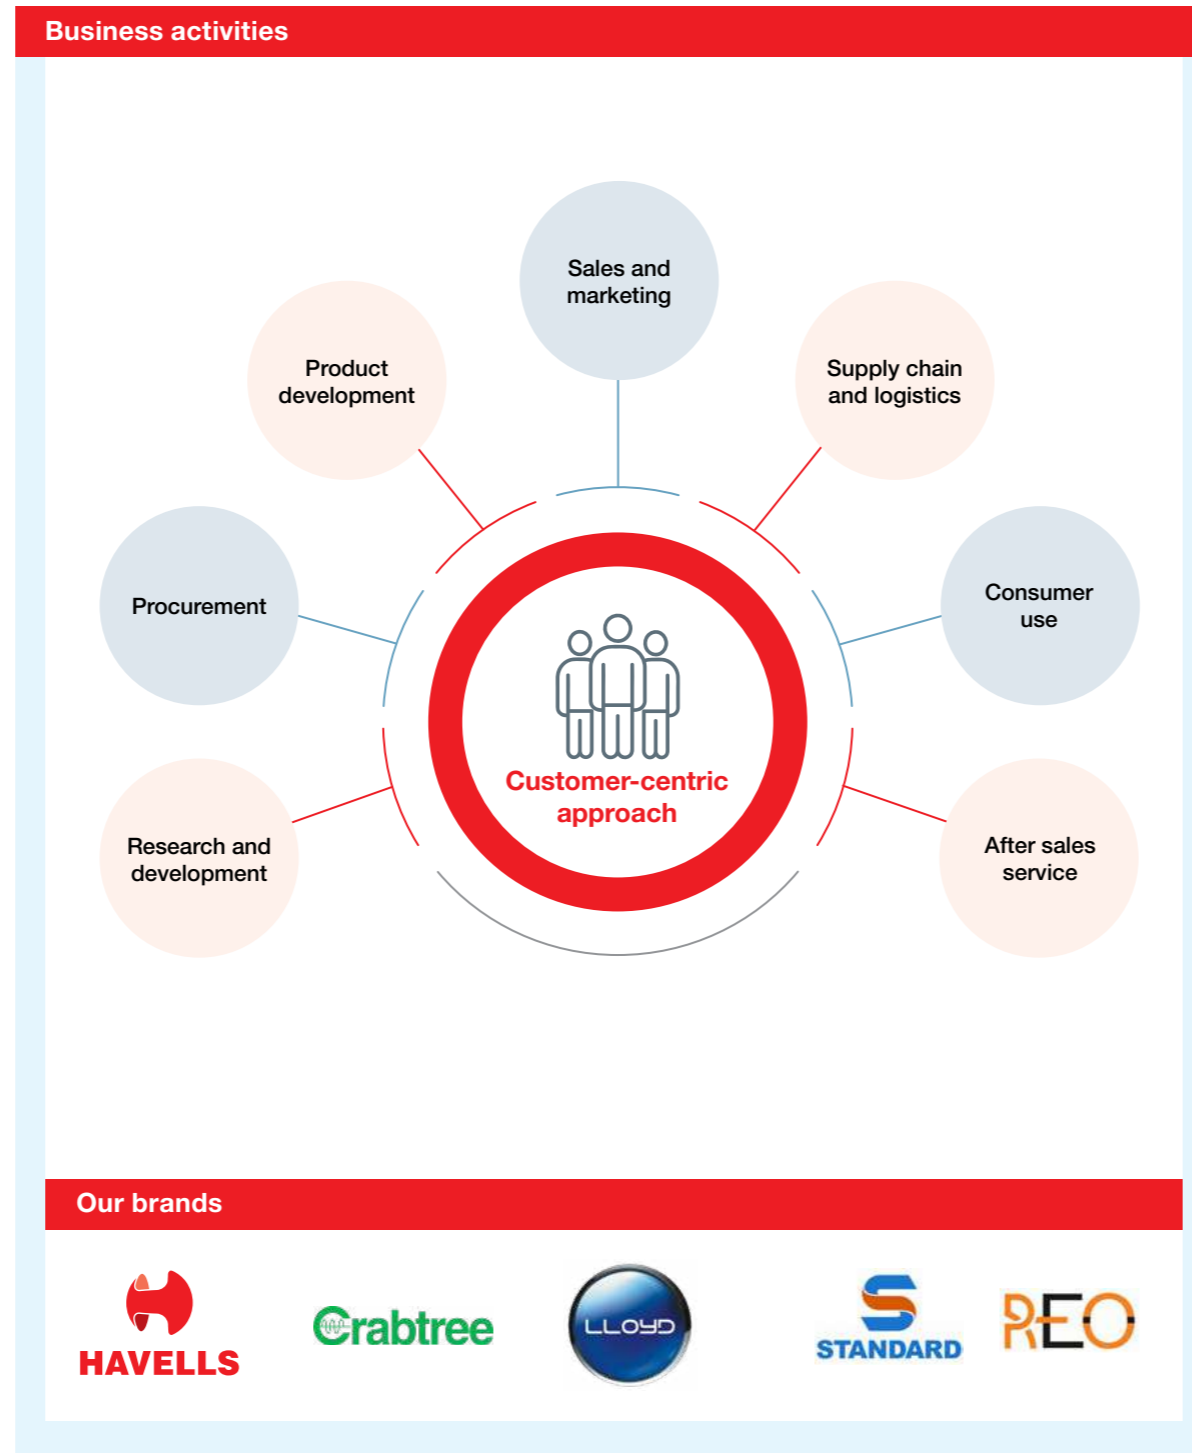 Business activities
Sales and
marketing
Product
development
Supply chain
and logistics
Procurement
Consumer
use
Customer-centric
approach
Research and
development
After sales
service
Our brands
HAVELLS
Crabtree
LLOYD
STANDARD
REO